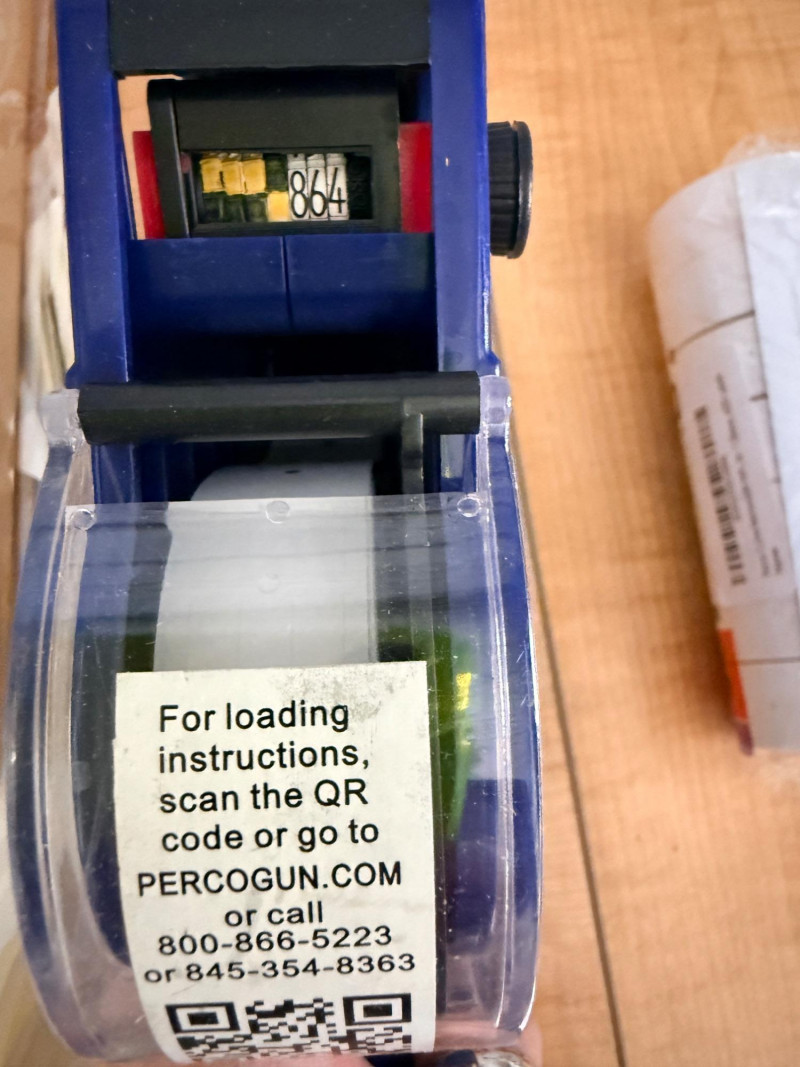 864
For loading
instructions,
scan the QR
code or go to
PERCOGUN.COM
or call
800-866-5223
or 845-354-8363